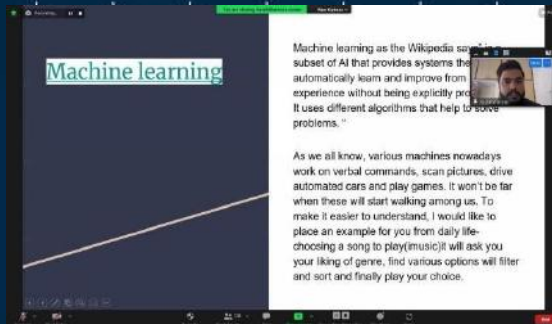 Machine learning
Machine learning as the Wikipedia say
subset of AI that provides systems the
automatically learn and improve from
experience without being explicitly pro
It uses different algorithms that help to solve
problems. "
As we all know, various machines nowadays
work on verbal commands, scan pictures, drive
automated cars and play games. It won't be far
when these will start walking among us. To
make it easier to understand, I would like to
place an example for you from daily life-
choosing a song to play(imusic)it will ask you
your liking of genre, find various options will filter
and sort and finally play your choice.